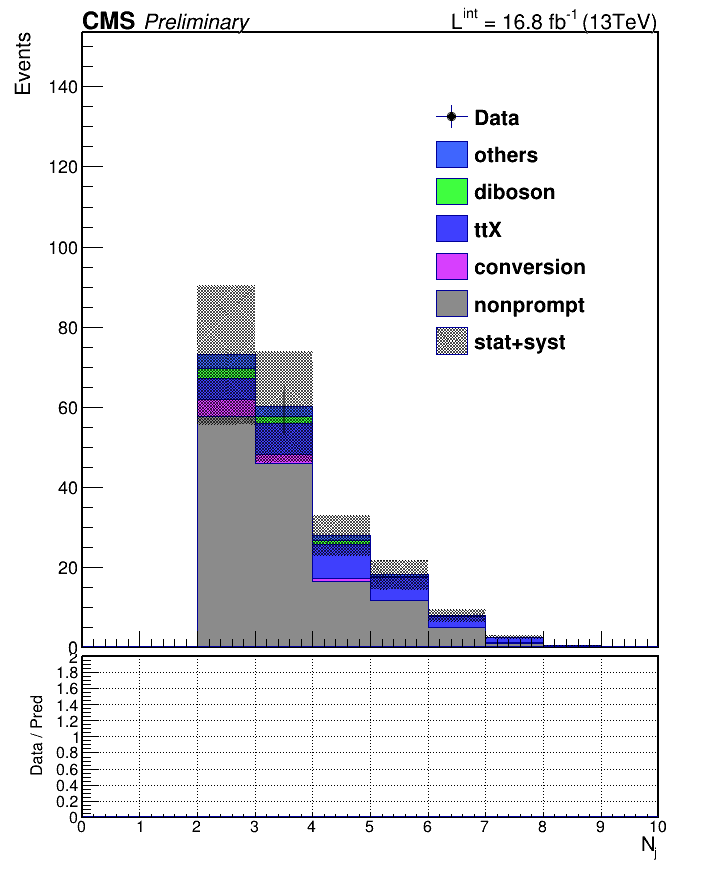 CMS Preliminary
L^int = 16.8 fb^-1 (13TeV)
Events
140
120
100
80
60
40
20
0
Data
others
diboson
ttX
conversion
nonprompt
stat+syst
Data / Pred
2
1.8
1.6
1.4
1.2
1
0.8
0.6
0.4
0.2
0
0 1 2 3 4 5 6 7 8 9 10
N_j